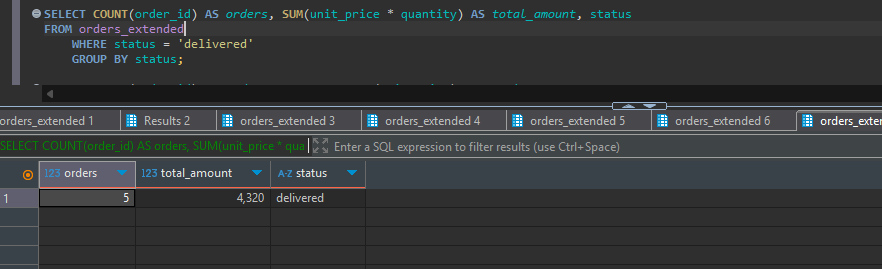 SELECT COUNT(order_id) AS orders, SUM(unit_price * quantity) AS total_amount, status
FROM orders_extended
WHERE status = 'delivered'
GROUP BY status;
orders_extended 1 Results 2 orders_extended 3 orders_extended 4 orders_extended 5 orders_extended 6 orders_exten
SELECT COUNT(order_id) AS orders, SUM(unit_price * qua Enter a SQL expression to filter results (use Ctrl+Space)
123 orders 123 total_amount A-Z status
1 5 4,320 delivered